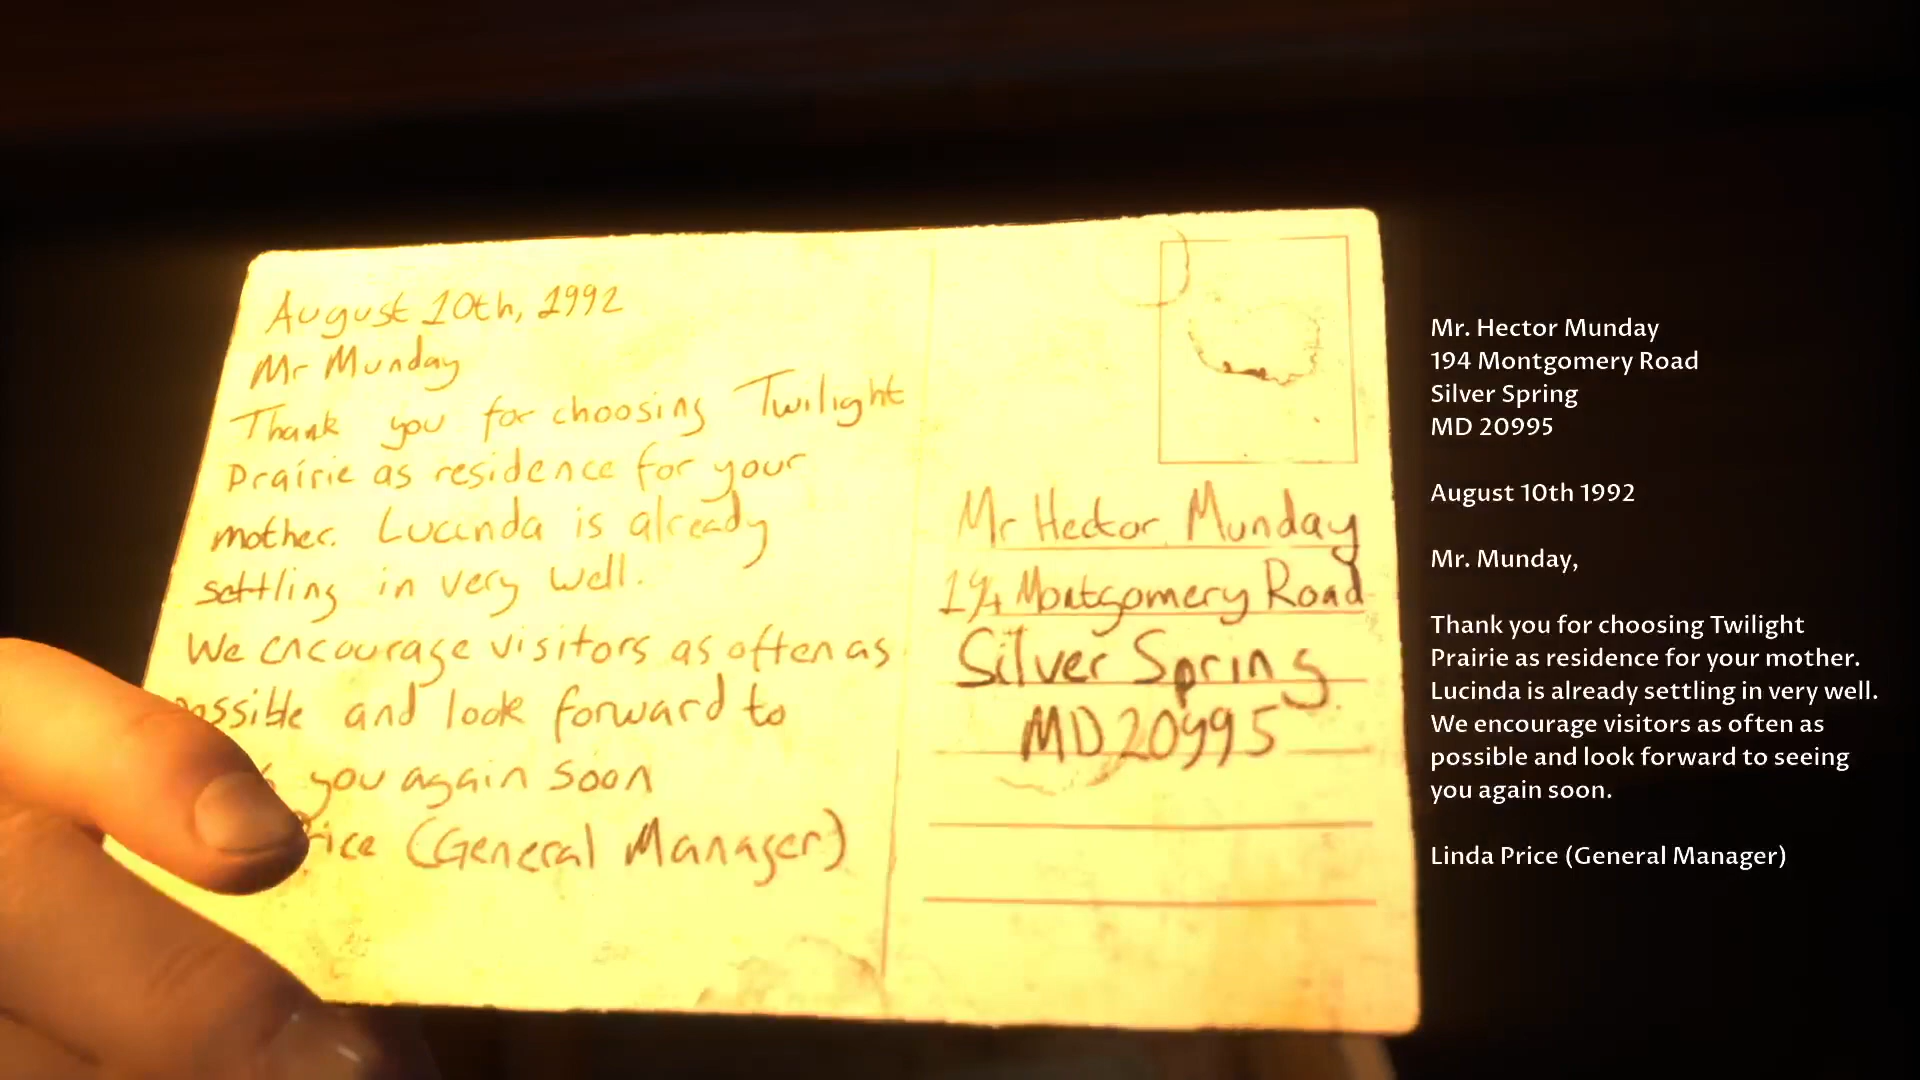 August 10th, 1992
Mr Munday
Thank you for choosing Twilight
Prairie as residence for your
mother. Lucinda is already
settling in very well.
We encourage visitors as often as
possible and look forward to
you again soon
rice (General Manager)
Mr Hector Munday
194 Montgomery Road
Silver Spring
MD 20995
Mr. Hector Munday
194 Montgomery Road
Silver Spring
MD 20995
August 10th 1992
Mr. Munday,
Thank you for choosing Twilight
Prairie as residence for your mother.
Lucinda is already settling in very well.
We encourage visitors as often as
possible and look forward to seeing
you again soon.
Linda Price (General Manager)